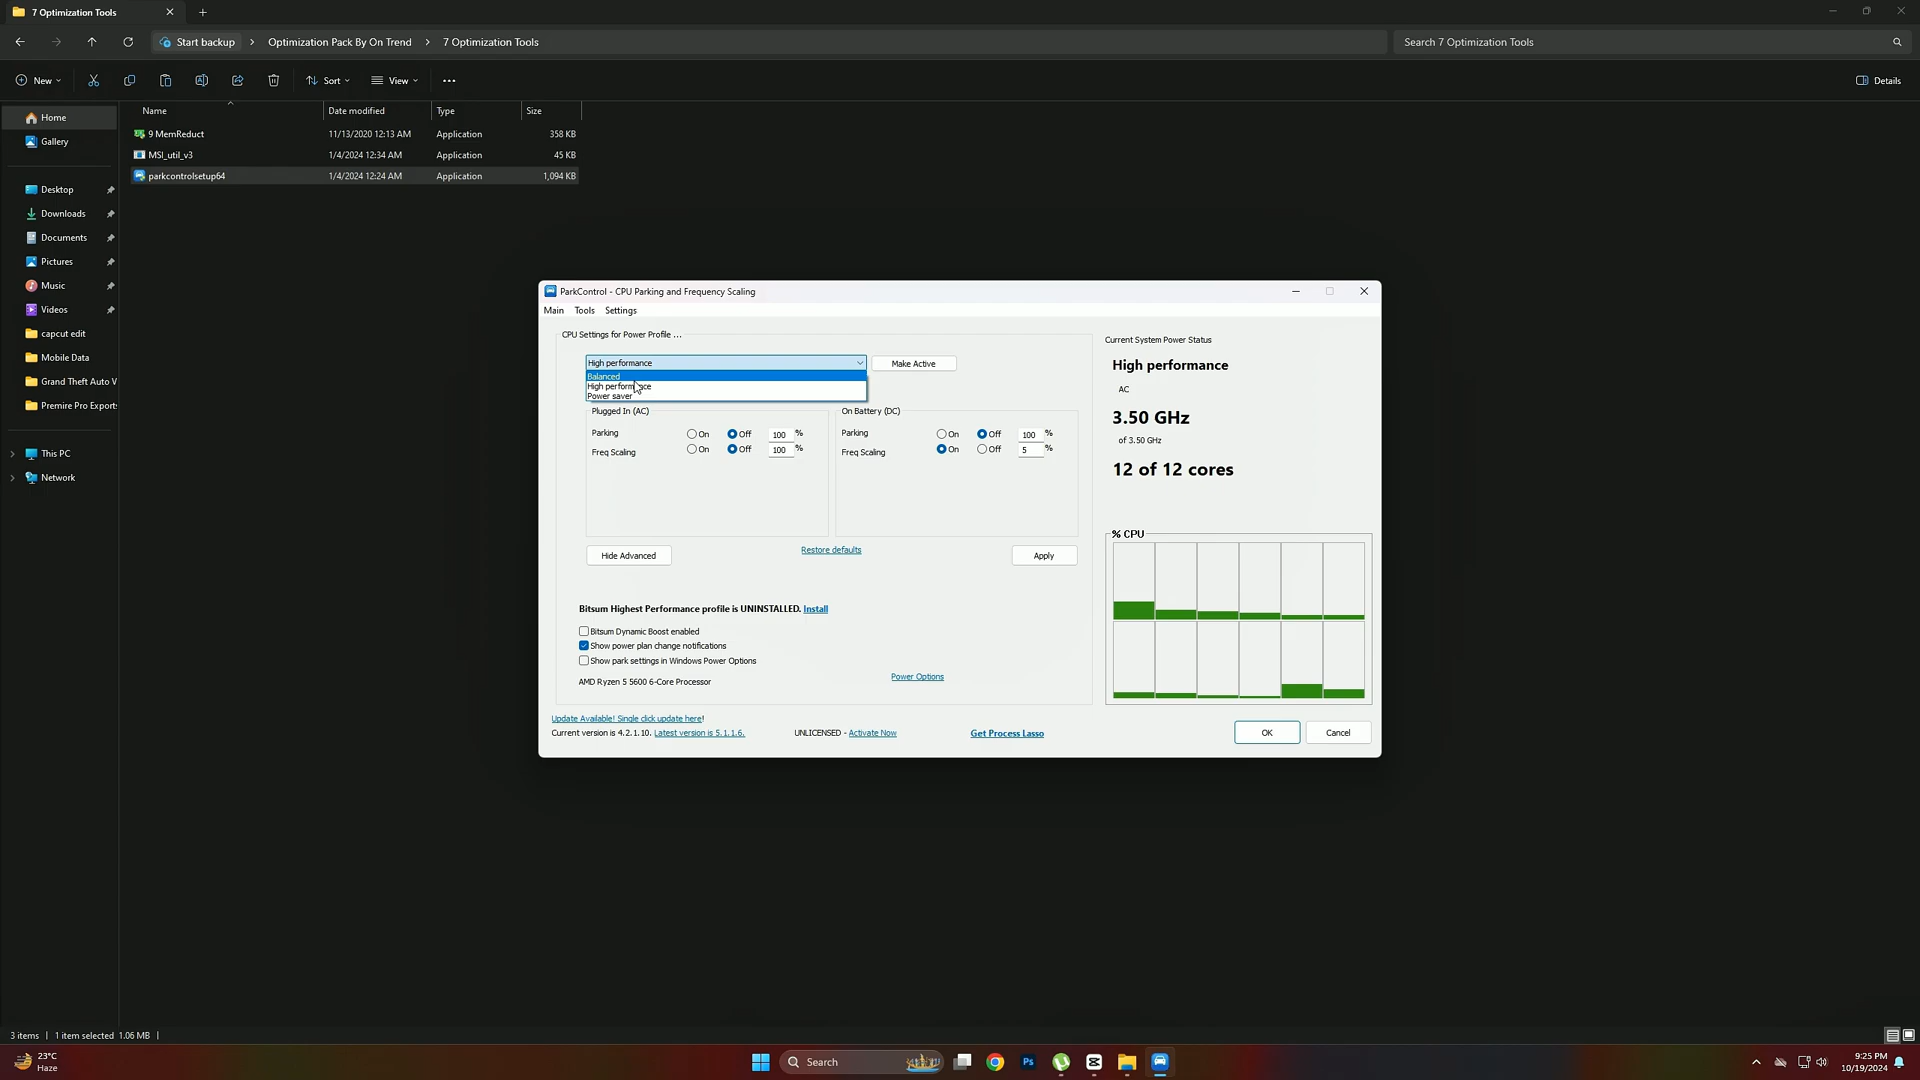 7 Optimization Tools
Start backup
Optimization Pack By On Trend
7 Optimization Tools
Search 7 Optimization Tools
New
Sort
View
Details
Name
Date modified
Type
Size
Home
Gallery
9 MemReduct 11/13/2020 12:13 AM Application 358 KB
MSI_util_v3 1/4/2024 12:34 AM Application 45 KB
parkcontrolsetup64 1/4/2024 12:24 AM Application 1,094 KB
Desktop
Downloads
Documents
Pictures
Music
Videos
capcut edit
Mobile Data
Grand Theft Auto V
Premire Pro Exports
This PC
Network
ParkControl - CPU Parking and Frequency Scaling
Main Tools Settings
CPU Settings for Power Profile ...
High performance
Make Active
Balanced
High performance
Power saver
Plugged In (AC)
Parking On Off 100 %
Freq Scaling On Off 100 %
On Battery (DC)
Parking On Off 100 %
Freq Scaling On Off 5 %
Hide Advanced
Restore defaults
Apply
Bitsum Highest Performance profile is UNINSTALLED. Install
Bitsum Dynamic Boost enabled
Show power plan change notifications
Show park settings in Windows Power Options
AMD Ryzen 5 5600 6-Core Processor
Power Options
Current System Power Status
High performance
AC
3.50 GHz
of 3.50 GHz
12 of 12 cores
% CPU
Update Available! Single click update here!
Current version is 4.2.1.10. Latest version is 5.1.1.6.
UNLICENSED - Activate Now
Get Process Lasso
OK
Cancel
3 items
1 item selected 1.06 MB
23°C
Haze
Search
Ps
9:25 PM
10/19/2024